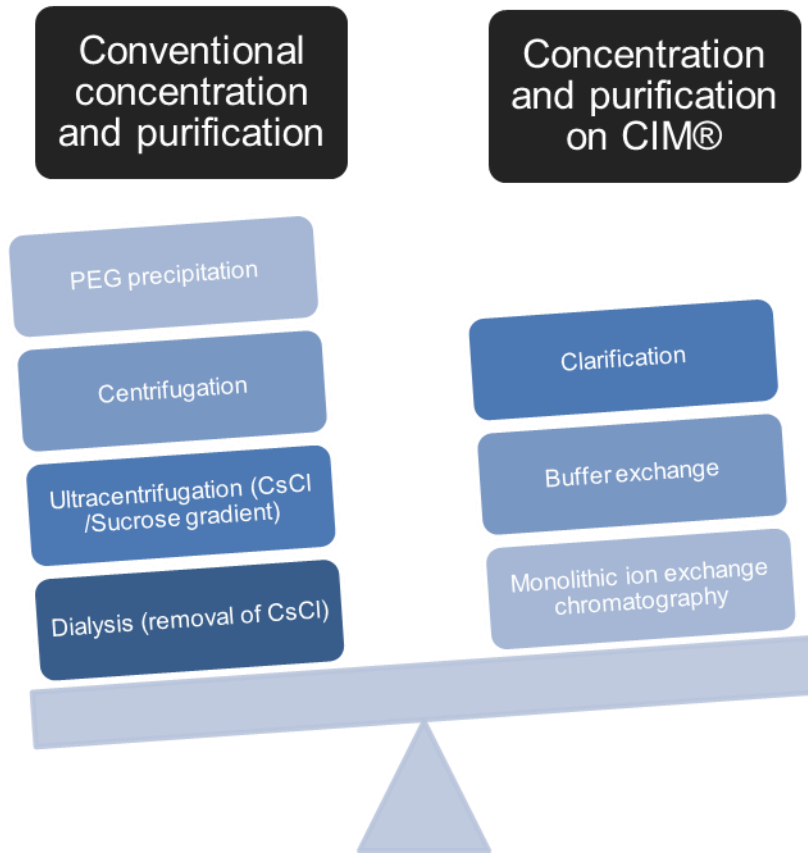 Conventional
concentration
and purification
Concentration
and purification
on CIM®
PEG precipitation
Centrifugation
Ultracentrifugation (CsCl
/Sucrose gradient)
Dialysis (removal of CsCl)
Clarification
Buffer exchange
Monolithic ion exchange
chromatography